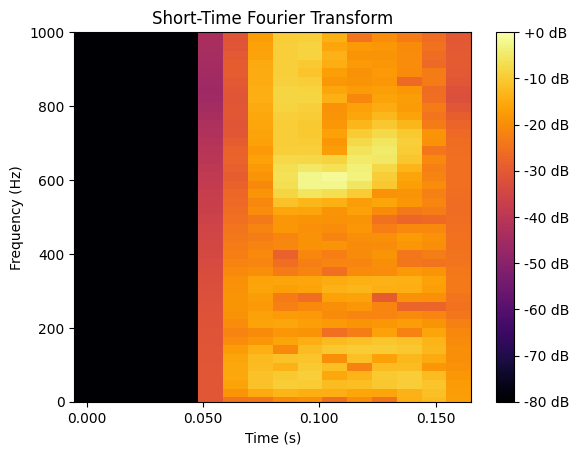 Short-Time Fourier Transform
1000
800
600
400
200
0
Frequency (Hz)
0.000
0.050
0.100
0.150
Time (s)
+0 dB
-10 dB
-20 dB
-30 dB
-40 dB
-50 dB
-60 dB
-70 dB
-80 dB